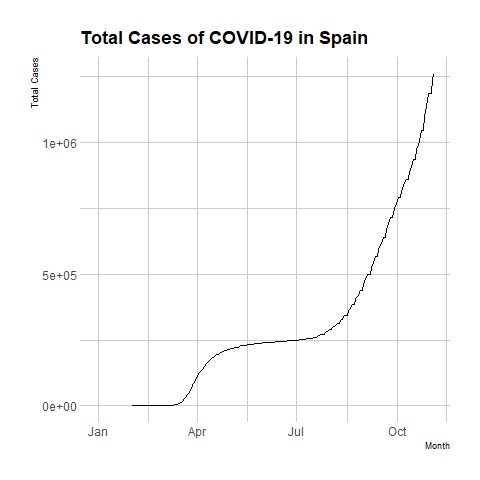 Total Cases of COVID-19 in Spain
Total Cases
1e+06
5e+05
0e+00
Jan Apr Jul Oct
Month